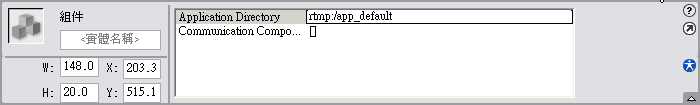 組件
<實體名稱>
W: 148.0 X: 203.3
H: 20.0 Y: 515.1
Application Directory rtmp:/app_default
Communication Compo... []